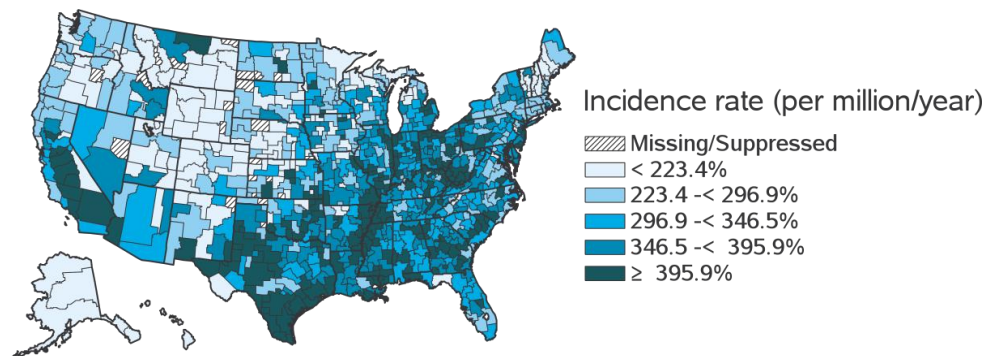 Incidence rate (per million/year)
Missing/Suppressed
< 223.4%
223.4 -< 296.9%
296.9 -< 346.5%
346.5 -< 395.9%
≥ 395.9%